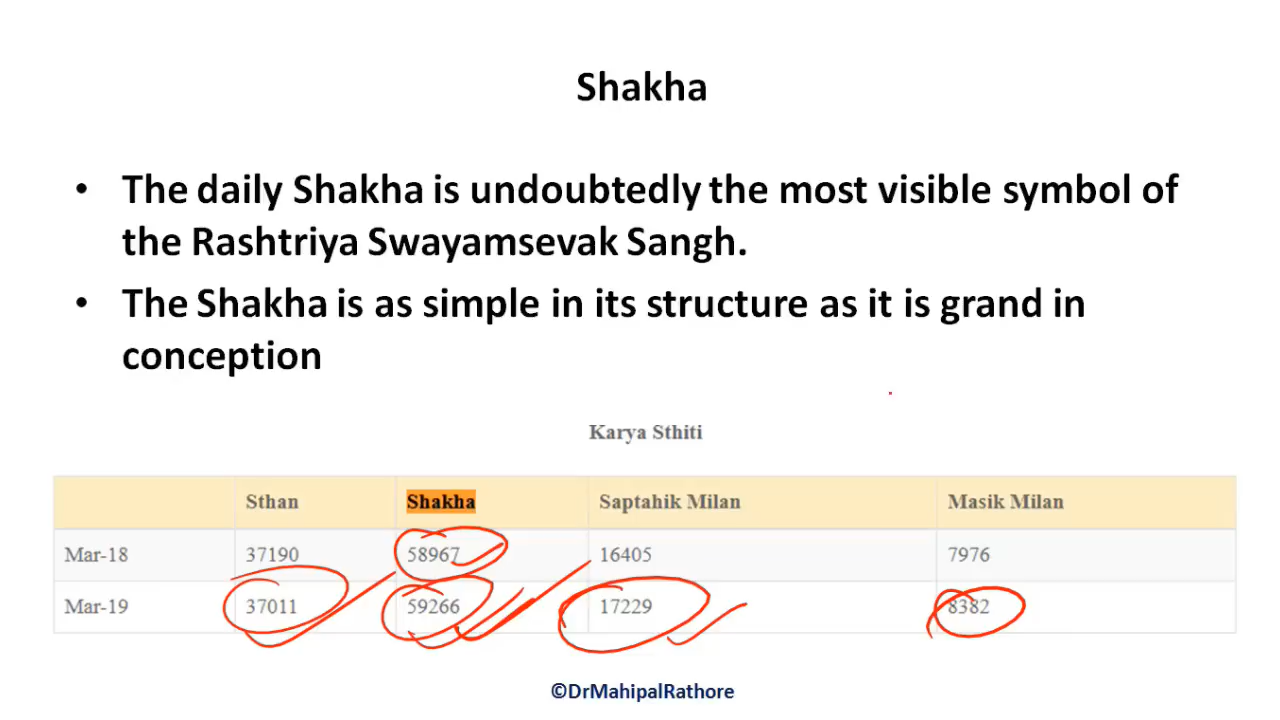 Shakha
• The daily Shakha is undoubtedly the most visible symbol of
the Rashtriya Swayamsevak Sangh.
• The Shakha is as simple in its structure as it is grand in
conception
Karya Sthiti
Sthan Shakha Saptahik Milan Masik Milan
Mar-18 37190 58967 16405 7976
Mar-19 37011 59266 17229 8382
©DrMahipalRathore